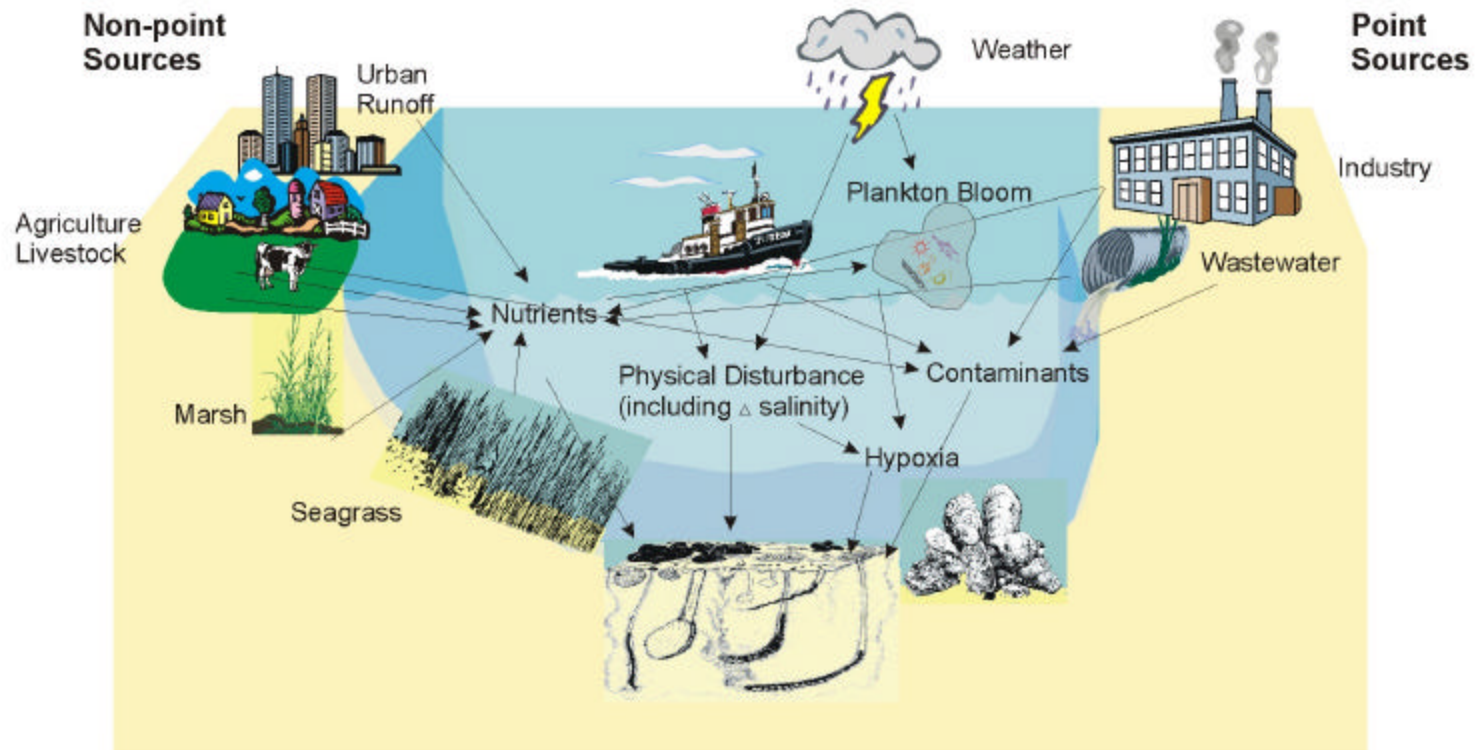 Non-point
Sources
Point
Sources
Weather
Urban
Runoff
Industry
Plankton Bloom
Agriculture
Livestock
Wastewater
Nutrients
Physical Disturbance
(including △ salinity)
Contaminants
Marsh
Hypoxia
Seagrass